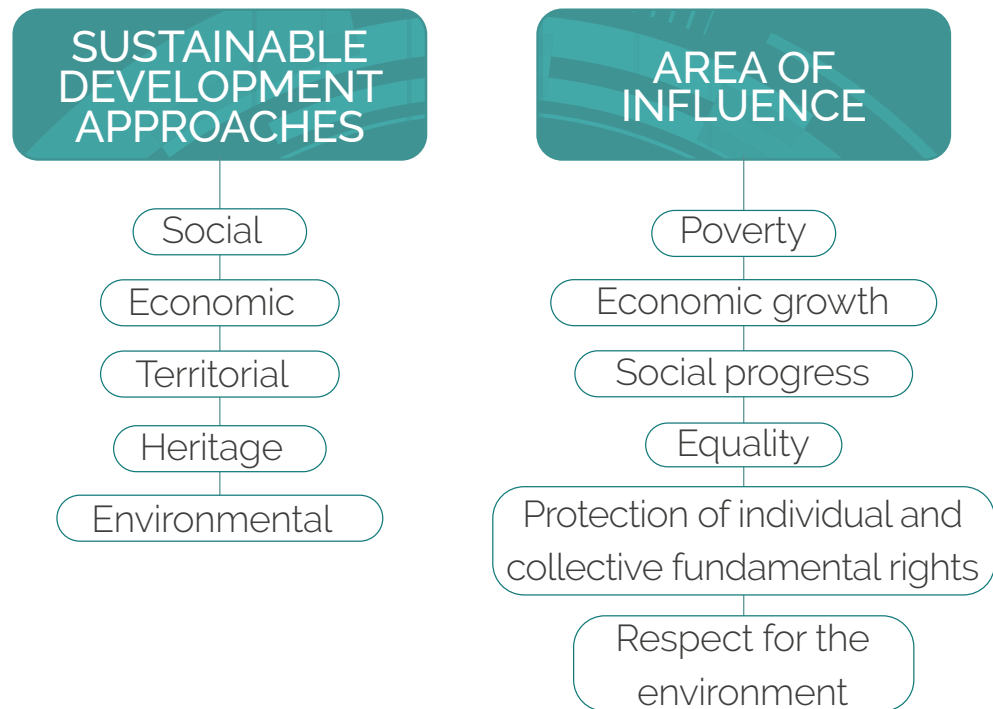 SUSTAINABLE
DEVELOPMENT
APPROACHES
Social
Economic
Territorial
Heritage
Environmental
AREA OF
INFLUENCE
Poverty
Economic growth
Social progress
Equality
Protection of individual and
collective fundamental rights
Respect for the
environment